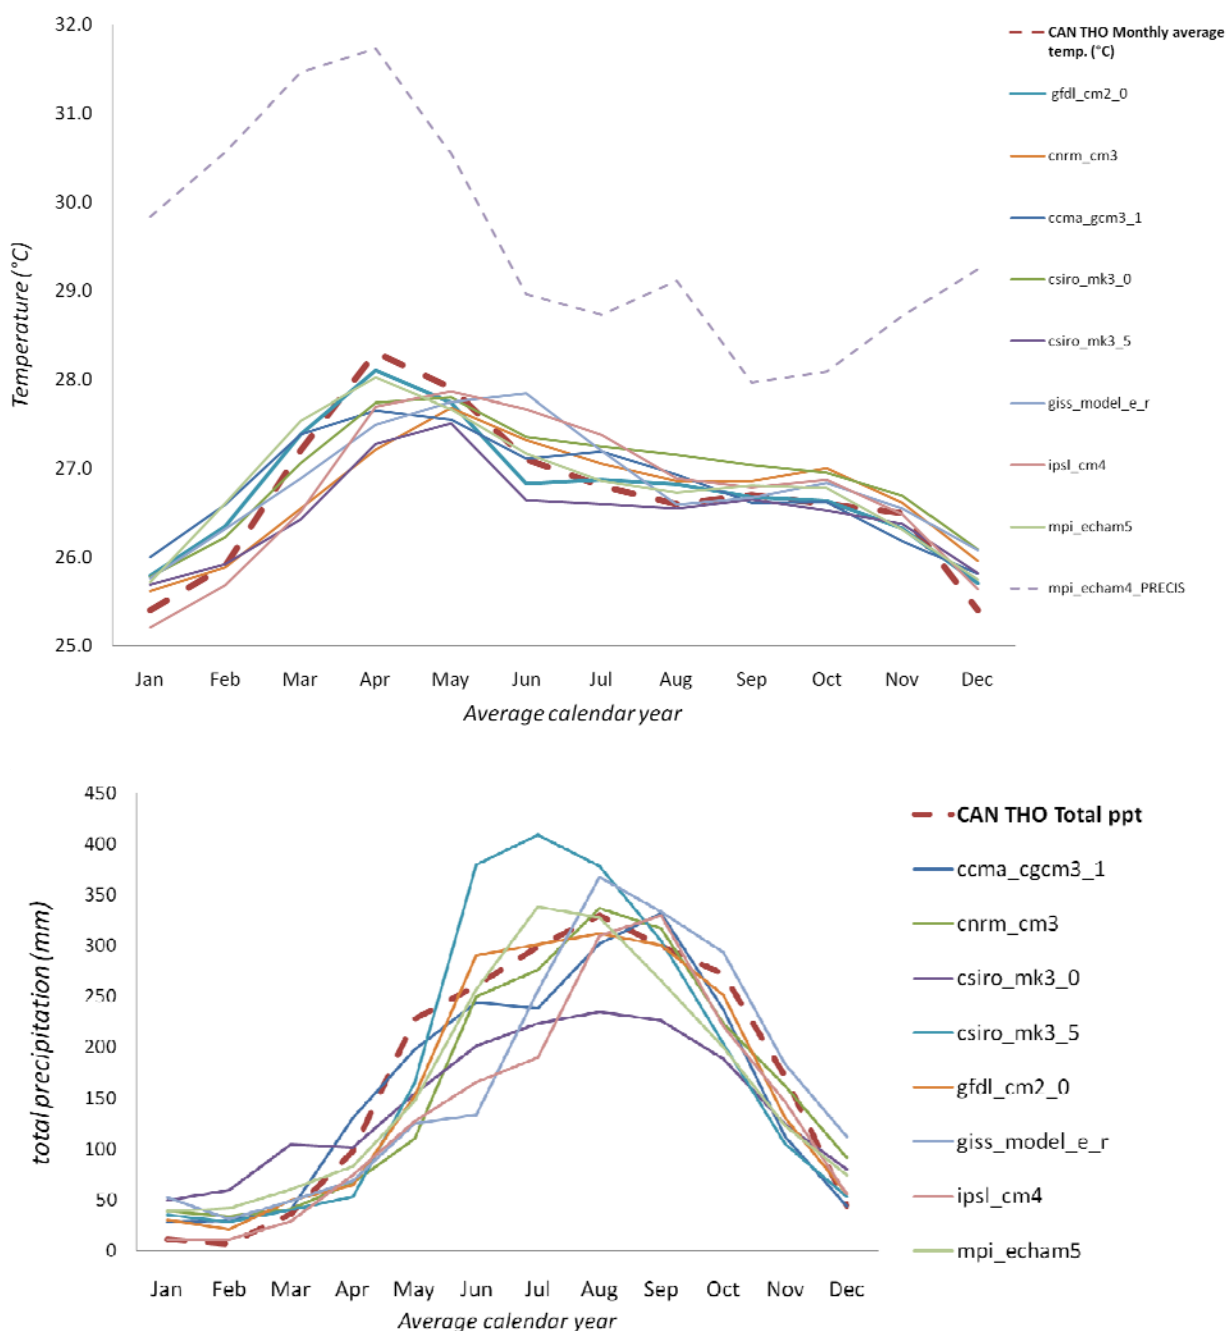 32.0
31.0
30.0
29.0
28.0
27.0
26.0
25.0
Temperature (°C)
Jan Feb Mar Apr May Jun Jul Aug Sep Oct Nov Dec
Average calendar year
CAN THO Monthly average
temp. (°C)
gfdl_cm2_0
cnrm_cm3
ccma_gcm3_1
csiro_mk3_0
csiro_mk3_5
giss_model_e_r
ipsl_cm4
mpi_echam5
mpi_echam4_PRECIS
450
400
350
300
250
200
150
100
50
0
total precipitation (mm)
Jan Feb Mar Apr May Jun Jul Aug Sep Oct Nov Dec
Average calendar year
CAN THO Total ppt
ccma_cgcm3_1
cnrm_cm3
csiro_mk3_0
csiro_mk3_5
gfdl_cm2_0
giss_model_e_r
ipsl_cm4
mpi_echam5